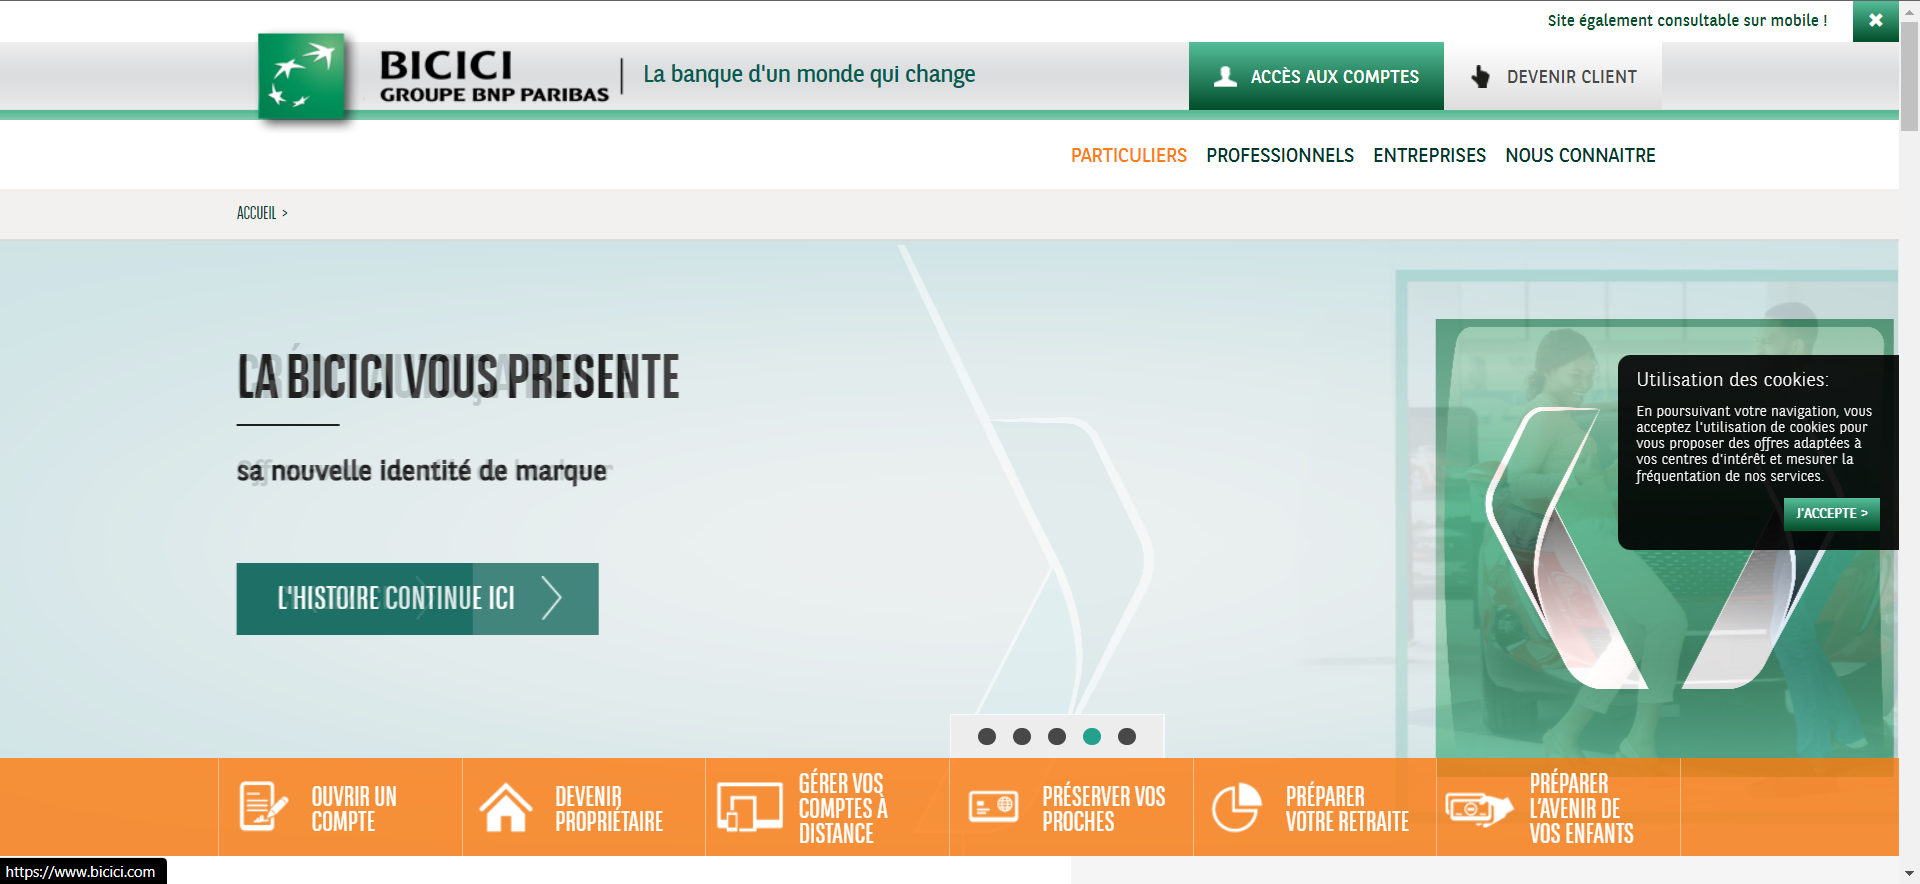 Site également consultable sur mobile !
BICICI
GROUPE BNP PARIBAS
La banque d'un monde qui change
ACCÈS AUX COMPTES
DEVENIR CLIENT
PARTICULIERS PROFESSIONNELS ENTREPRISES NOUS CONNAITRE
ACCUEIL >
LA BICICI VOUS PRESENTE
sa nouvelle identité de marque
L'HISTOIRE CONTINUE ICI
Utilisation des cookies:
En poursuivant votre navigation, vous
acceptez l'utilisation de cookies pour
vous proposer des offres adaptées à
vos centres d'intérêt et mesurer la
fréquentation de nos services.
J'ACCEPTE >
OUVRIR UN
COMPTE
DEVENIR
PROPRIÉTAIRE
GÉRER VOS
COMPTES À
DISTANCE
PRÉSERVER VOS
PROCHES
PRÉPARER
VOTRE RETRAITE
PRÉPARER
L'AVENIR DE
VOS ENFANTS
https://www.bicici.com